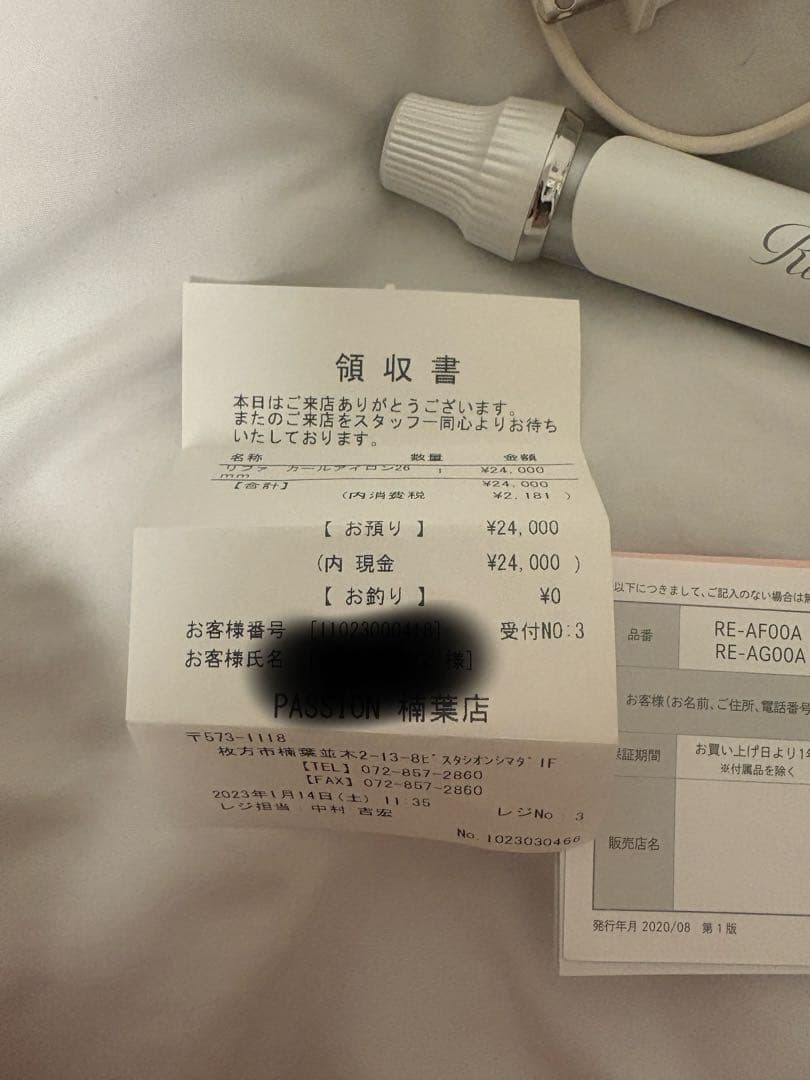 領収書
本日はご来店ありがとうございます。
またのご来店をスタッフ一同心よりお待ち
いたしております。
名称 数量 金額
リファ カールアイロン26 1 ¥24,000
mm
【合計】 ¥24,000
(内消費税 ¥2,181 )
【 お預り 】 ¥24,000
(内 現金 ¥24,000 )
【 お釣り 】 ¥0
お客様番号 受付NO:3
お客様氏名 様]
PASSION 楠葉店
〒573-1118
枚方市楠葉並木2-13-8ビスタシオンシマダ1F
【TEL】 072-857-2860
【FAX】 072-857-2860
2023年1月14日(土) 11:35
レジ担当 : 中村 吉宏 レジNo : 3
No. 1023030466
以下につきまして、ご記入のない場合は無
品番 RE-AF00A
RE-AG00A
お客様(お名前、ご住所、電話番号
保証期間 お買い上げ日より1年
※付属品を除く
販売店名
発行年月 2020/08 第1版